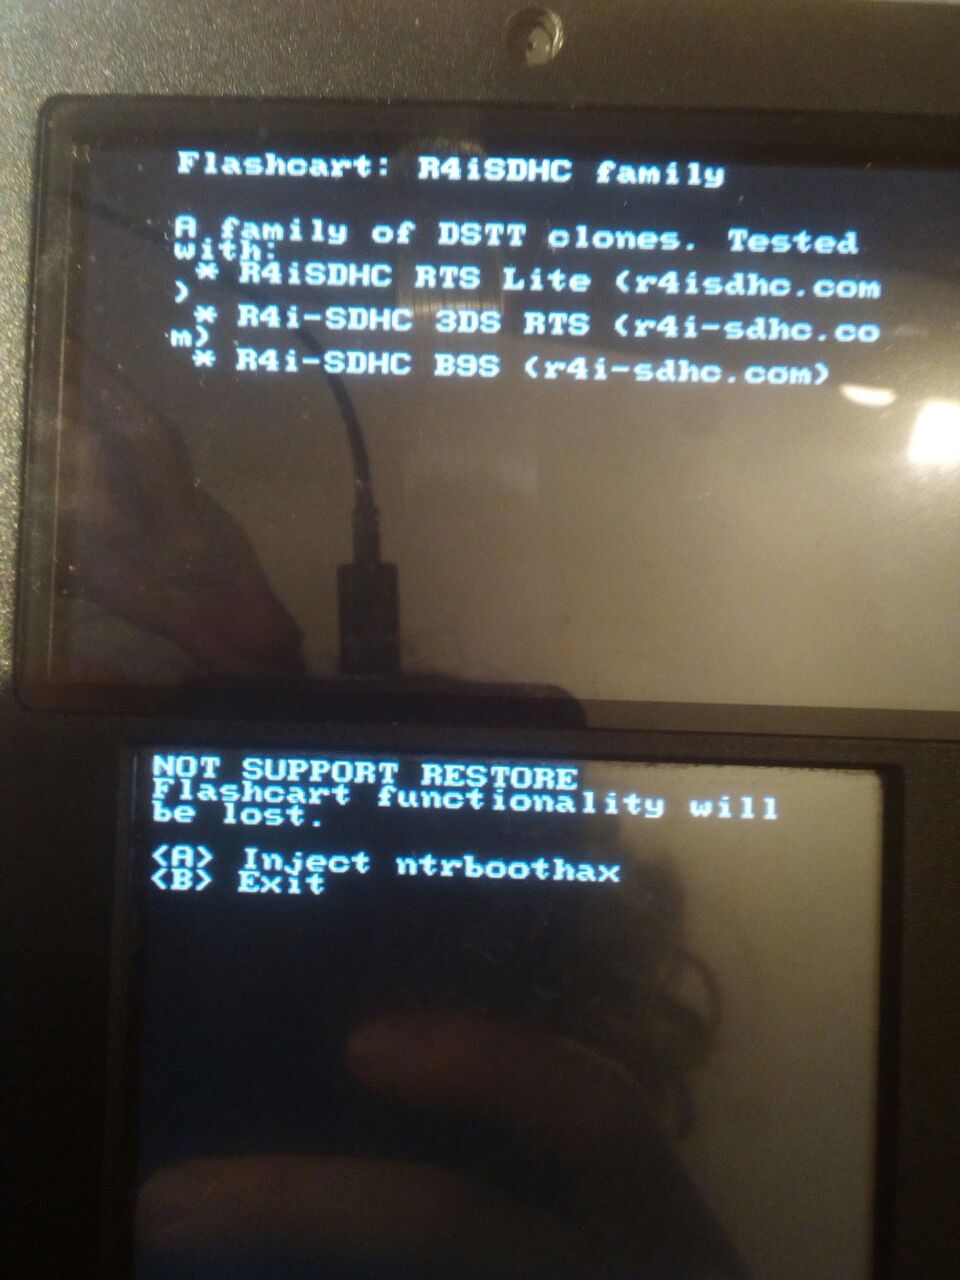 Flashcart: R4iSDHC family
A family of DSTT clones. Tested
with:
* R4iSDHC RTS Lite (r4isdhc.com
)
* R4i-SDHC 3DS RTS (r4i-sdhc.co
m)
* R4i-SDHC B9S (r4i-sdhc.com)
NOT SUPPORT RESTORE
Flashcart functionality will
be lost.
<A> Inject ntrboothax
<B> Exit